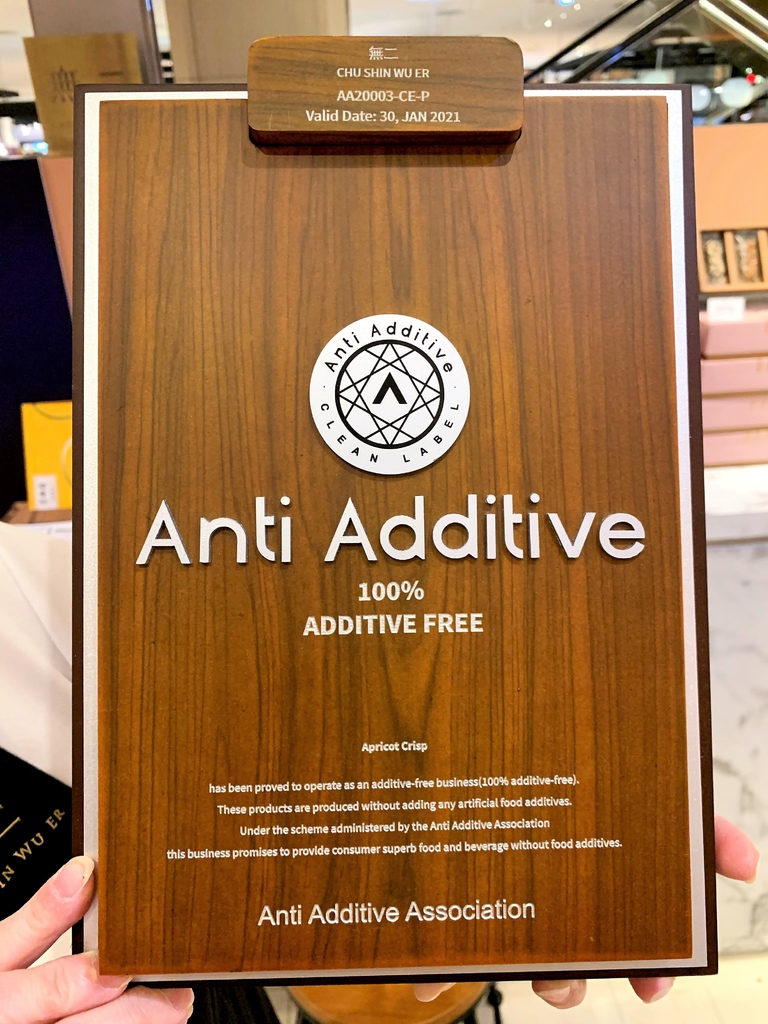 無二
CHU SHIN WU ER
AA20003-CE-P
Valid Date: 30, JAN 2021
Anti Additive
CLEAN LABEL
Anti Additive
100%
ADDITIVE FREE
Apricot Crisp
has been proved to operate as an additive-free business(100% additive-free).
These products are produced without adding any artificial food additives.
Under the scheme administered by the Anti Additive Association
this business promises to provide consumer superb food and beverage without food additives.
Anti Additive Association
IN WU ER